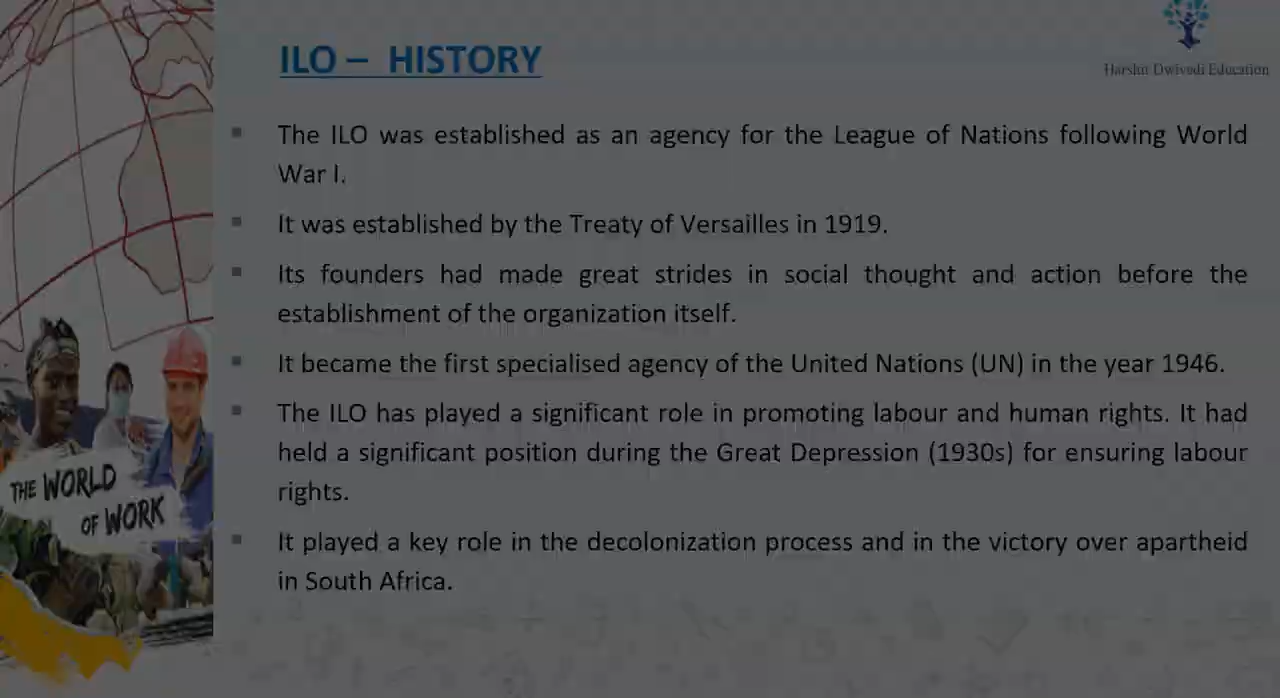 ILO – HISTORY
Harshit Dwivedi Education
▪ The ILO was established as an agency for the League of Nations following World
War I.
▪ It was established by the Treaty of Versailles in 1919.
▪ Its founders had made great strides in social thought and action before the
establishment of the organization itself.
▪ It became the first specialised agency of the United Nations (UN) in the year 1946.
▪ The ILO has played a significant role in promoting labour and human rights. It had
held a significant position during the Great Depression (1930s) for ensuring labour
rights.
▪ It played a key role in the decolonization process and in the victory over apartheid
in South Africa.
THE WORLD
OF WORK